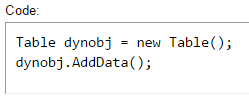 Code:
Table dynobj = new Table();
dynobj.AddData();